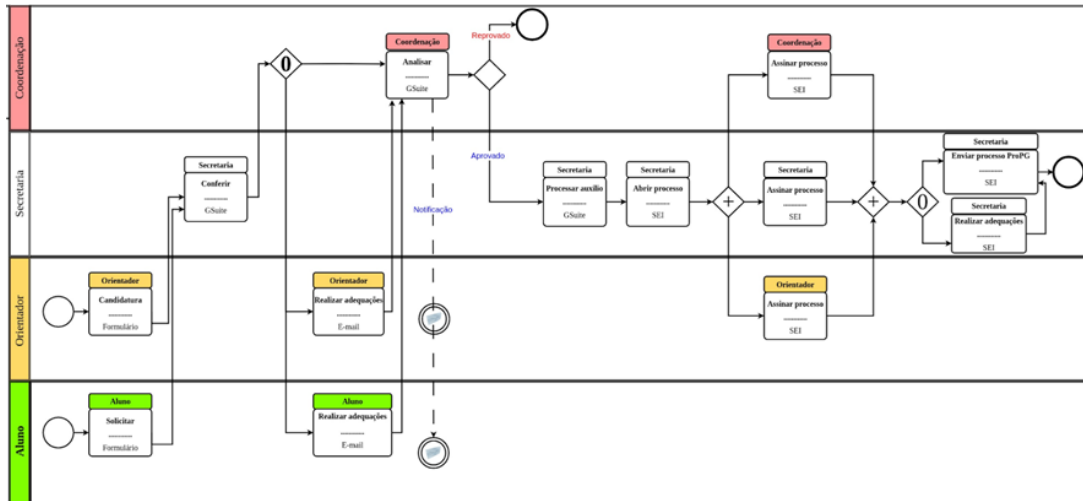 Coordenação
Coordenação
Analisar
----------
GSuite
0
Reprovado
Coordenação
Assinar processo
----------
SEI
Secretaria
Secretaria
Conferir
----------
GSuite
Aprovado
Notificação
Secretaria
Processar auxílio
----------
GSuite
Secretaria
Abrir processo
----------
SEI
+
Secretaria
Assinar processo
----------
SEI
+
0
Secretaria
Enviar processo ProPG
----------
SEI
Secretaria
Realizar adequações
----------
SEI
Orientador
Orientador
Candidatura
----------
Formulário
Orientador
Realizar adequações
----------
E-mail
Orientador
Assinar processo
----------
SEI
Aluno
Aluno
Solicitar
----------
Formulário
Aluno
Realizar adequações
----------
E-mail